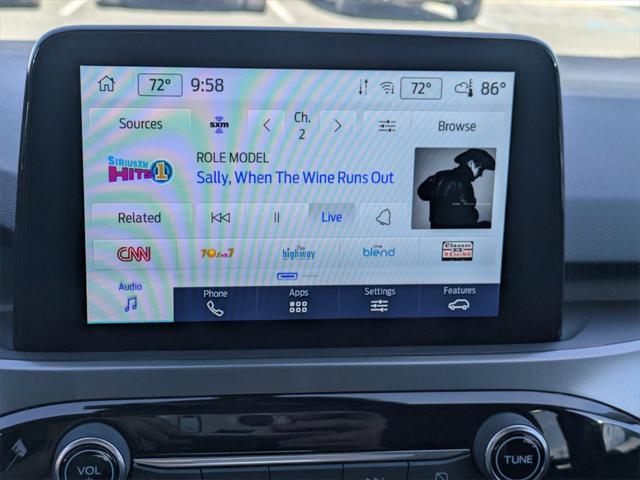 72° 9:58 72° 86°
Sources sxm Ch. 2 Browse
SiriusXM HITS 1
ROLE MODEL
Sally, When The Wine Runs Out
Related Live
CNN 70s on 7 the highway the blend Classic REWIND
Audio Phone Apps Settings Features
VOL TUNE